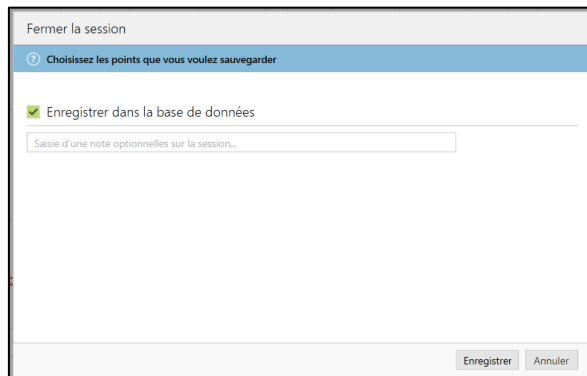 Fermer la session
? Choisissez les points que vous voulez sauvegarder
Enregistrer dans la base de données
Saisie d'une note optionnelles sur la session...
Enregistrer Annuler